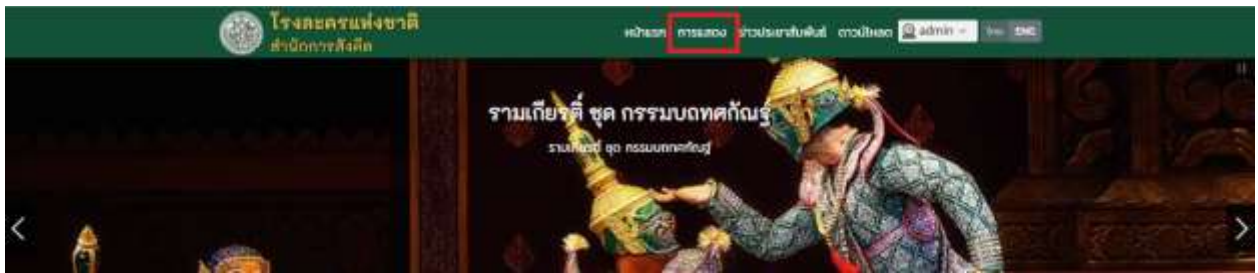 โรงละครแห่งชาติ
สำนักการสังคีต
หน้าแรก การแสดง ข่าวประชาสัมพันธ์ ดาวน์โหลด admin ไทย ENG
รามเกียรติ์ ชุด กรรมบถทศกัณฐ์
รามเกียรติ์ ชุด กรรมบถทศกัณฐ์